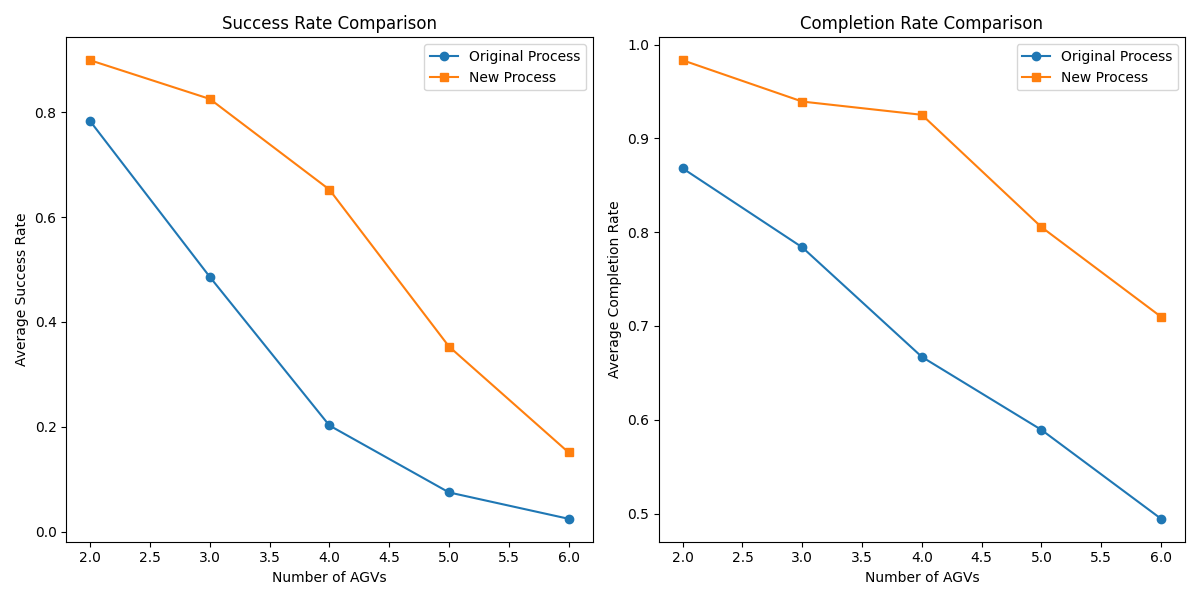 Success Rate Comparison
Original Process
New Process
0.8
0.6
0.4
0.2
0.0
Average Success Rate
2.0 2.5 3.0 3.5 4.0 4.5 5.0 5.5 6.0
Number of AGVs
Completion Rate Comparison
Original Process
New Process
1.0
0.9
0.8
0.7
0.6
0.5
Average Completion Rate
2.0 2.5 3.0 3.5 4.0 4.5 5.0 5.5 6.0
Number of AGVs